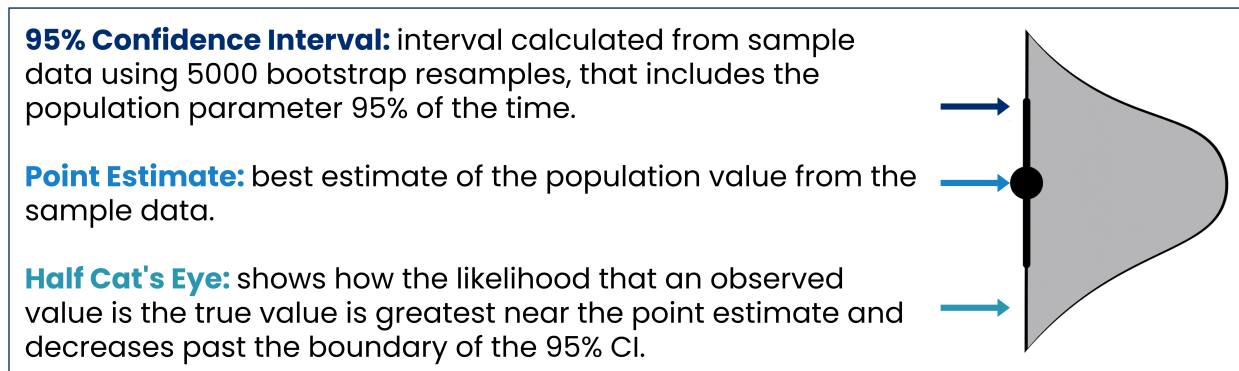 95% Confidence Interval: interval calculated from sample
data using 5000 bootstrap resamples, that includes the
population parameter 95% of the time.
Point Estimate: best estimate of the population value from the
sample data.
Half Cat's Eye: shows how the likelihood that an observed
value is the true value is greatest near the point estimate and
decreases past the boundary of the 95% CI.